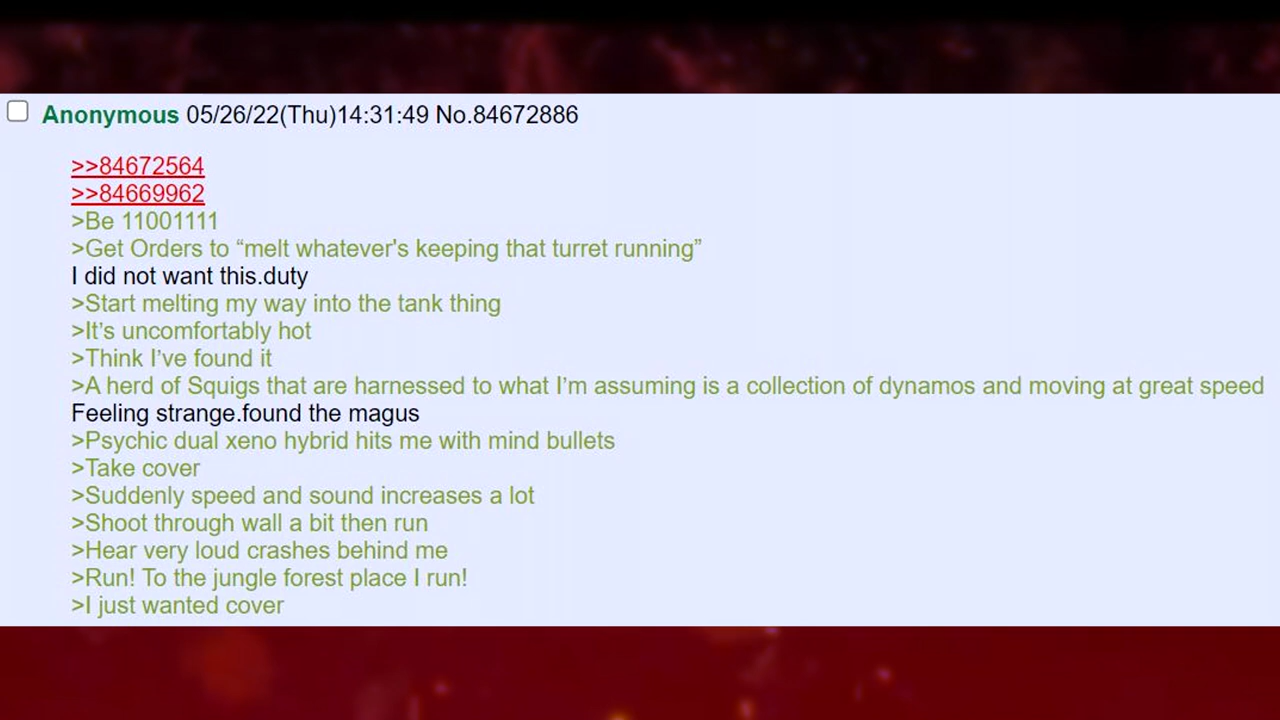 Anonymous 05/26/22(Thu)14:31:49 No.84672886
>>84672564
>>84669962
>Be 11001111
>Get Orders to “melt whatever's keeping that turret running”
I did not want this.duty
>Start melting my way into the tank thing
>It’s uncomfortably hot
>Think I’ve found it
>A herd of Squigs that are harnessed to what I’m assuming is a collection of dynamos and moving at great speed
Feeling strange.found the magus
>Psychic dual xeno hybrid hits me with mind bullets
>Take cover
>Suddenly speed and sound increases a lot
>Shoot through wall a bit then run
>Hear very loud crashes behind me
>Run! To the jungle forest place I run!
>I just wanted cover